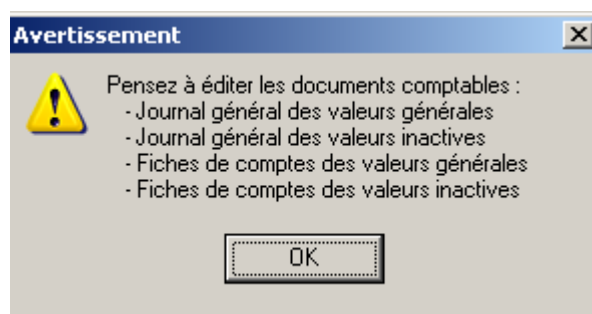 Avertissement
Pensez à éditer les documents comptables :
- Journal général des valeurs générales
- Journal général des valeurs inactives
- Fiches de comptes des valeurs générales
- Fiches de comptes des valeurs inactives
OK